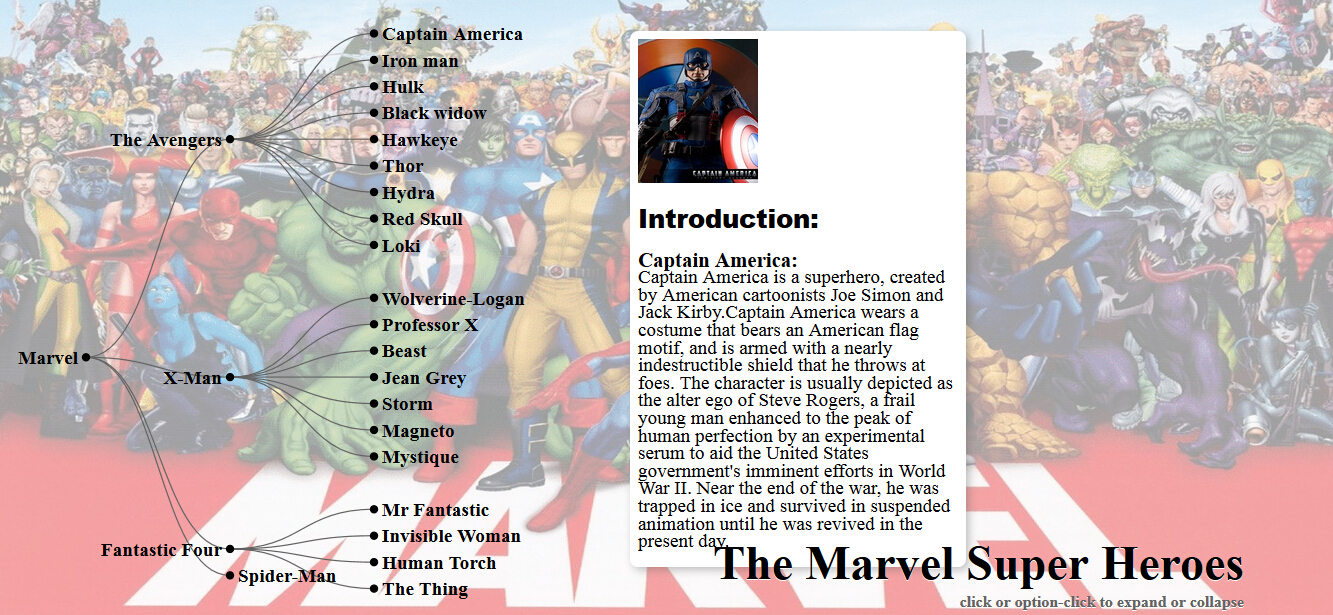 Captain America
Iron man
Hulk
Black widow
The Avengers
Hawkeye
Thor
Hydra
Red Skull
Loki
Wolverine-Logan
Professor X
Beast
Marvel
X-Man
Jean Grey
Storm
Magneto
Mystique
Mr Fantastic
Invisible Woman
Fantastic Four
Human Torch
Spider-Man
The Thing
CAPTAIN AMERICA
Introduction:
Captain America:
Captain America is a superhero, created
by American cartoonists Joe Simon and
Jack Kirby.Captain America wears a
costume that bears an American flag
motif, and is armed with a nearly
indestructible shield that he throws at
foes. The character is usually depicted as
the alter ego of Steve Rogers, a frail
young man enhanced to the peak of
human perfection by an experimental
serum to aid the United States
government's imminent efforts in World
War II. Near the end of the war, he was
trapped in ice and survived in suspended
animation until he was revived in the
present day.
MARVEL
The Marvel Super Heroes
click or option-click to expand or collapse